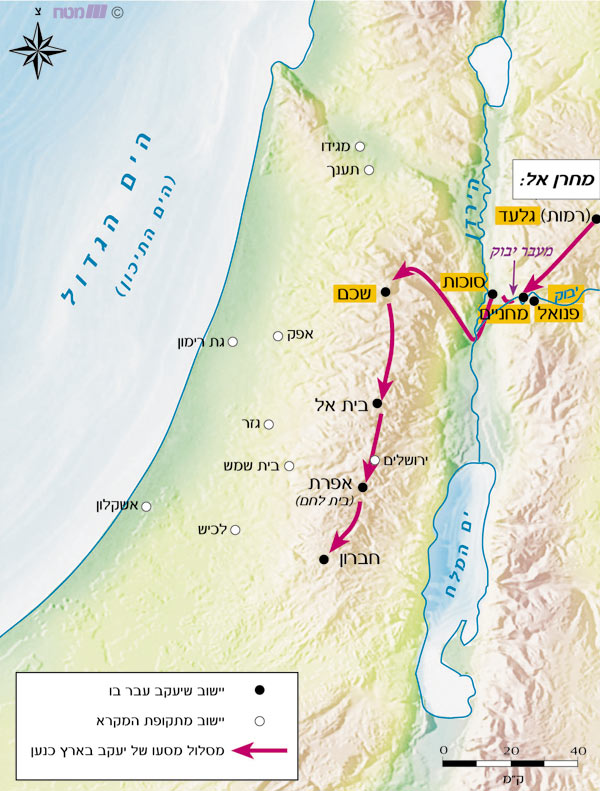 צ
© מטח
מגידו
תענך
הים הגדול
(הים התיכון)
הירדן
מחרן אל:
(רמות) גלעד
מעבר יבוק
יבוק
סוכות
מחניים
פנואל
שכם
אפק
גת רימון
בית אל
גזר
ירושלים
בית שמש
אפרת
(בית לחם)
אשקלון
לכיש
חברון
ים המלח
יישוב שיעקב עבר בו
יישוב מתקופת המקרא
מסלול מסעו של יעקב בארץ כנען
0 20 40
ק"מ